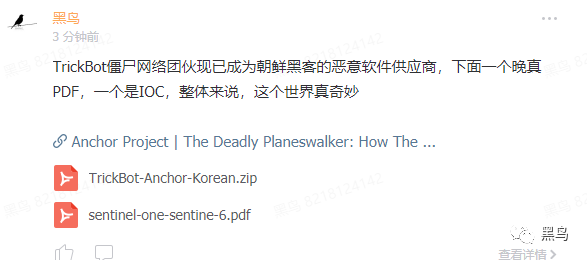 黑鸟
3 分钟前
TrickBot僵尸网络团伙现已成为朝鲜黑客的恶意软件供应商，下面一个晚真
PDF，一个是IOC，整体来说，这个世界真奇妙
Anchor Project | The Deadly Planeswalker: How The ...
TrickBot-Anchor-Korean.zip
sentinel-one-sentine-6.pdf
黑鸟
查看详情
黑鸟 8218124142